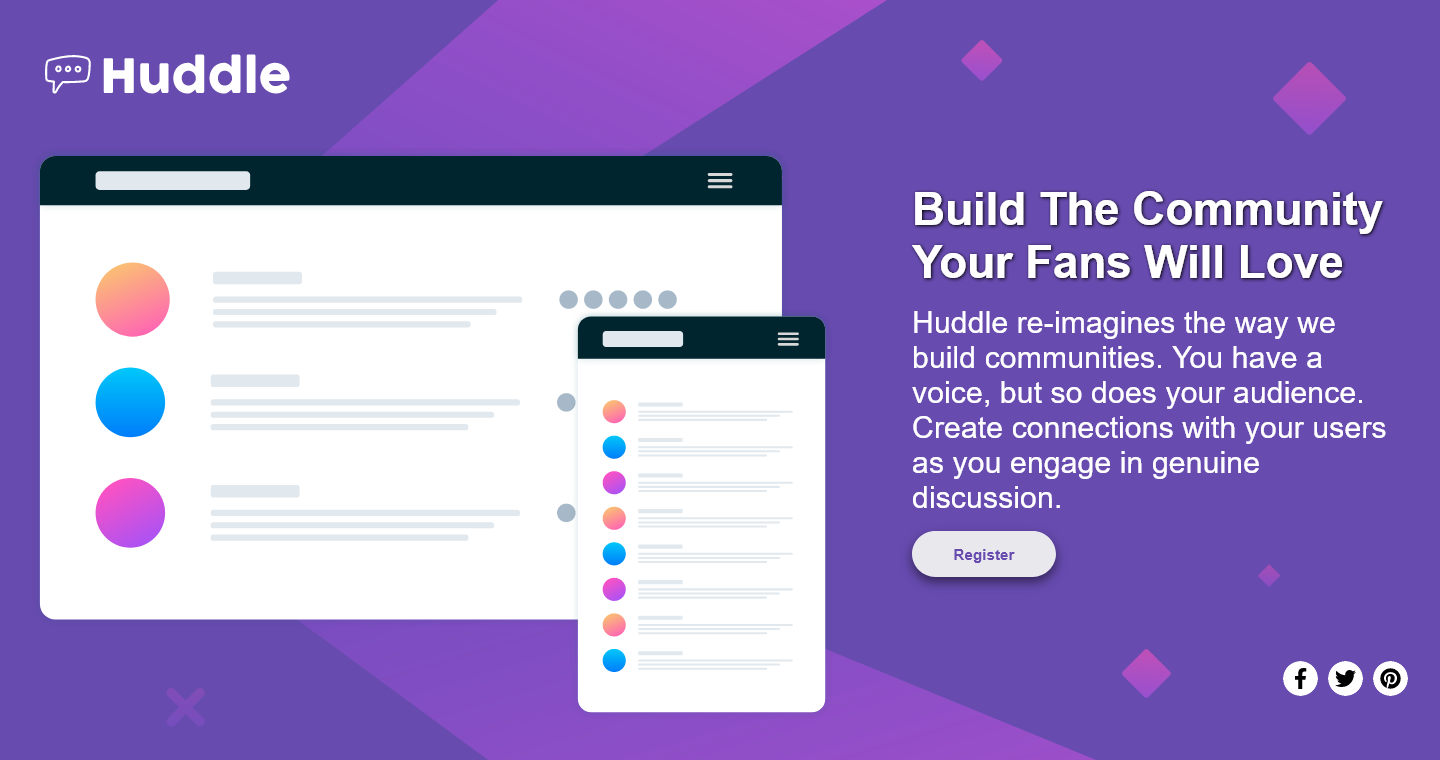 Huddle
Build The Community
Your Fans Will Love
Huddle re-imagines the way we
build communities. You have a
voice, but so does your audience.
Create connections with your users
as you engage in genuine
discussion.
Register